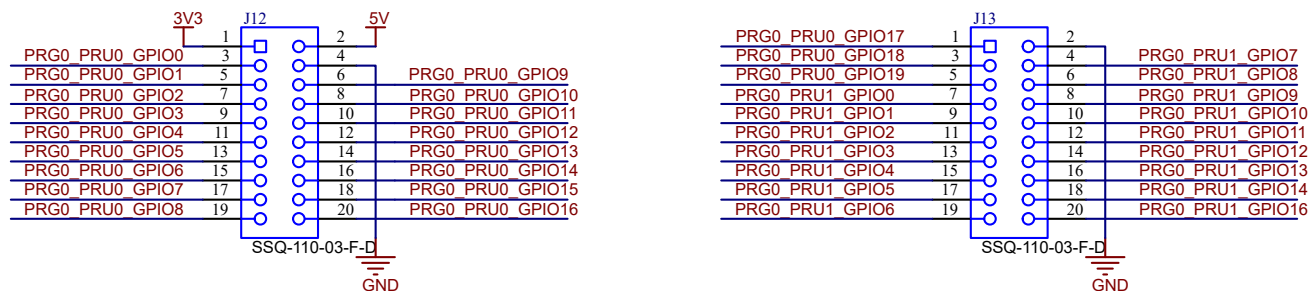 3V3 J12 5V J13
1 2 PRG0_PRU0_GPIO17 1 2
PRG0_PRU0_GPIO0 3 4 PRG0_PRU0_GPIO18 3 4 PRG0_PRU1_GPIO7
PRG0_PRU0_GPIO1 5 6 PRG0_PRU0_GPIO9 PRG0_PRU0_GPIO19 5 6 PRG0_PRU1_GPIO8
PRG0_PRU0_GPIO2 7 8 PRG0_PRU0_GPIO10 PRG0_PRU1_GPIO0 7 8 PRG0_PRU1_GPIO9
PRG0_PRU0_GPIO3 9 10 PRG0_PRU0_GPIO11 PRG0_PRU1_GPIO1 9 10 PRG0_PRU1_GPIO10
PRG0_PRU0_GPIO4 11 12 PRG0_PRU0_GPIO12 PRG0_PRU1_GPIO2 11 12 PRG0_PRU1_GPIO11
PRG0_PRU0_GPIO5 13 14 PRG0_PRU0_GPIO13 PRG0_PRU1_GPIO3 13 14 PRG0_PRU1_GPIO12
PRG0_PRU0_GPIO6 15 16 PRG0_PRU0_GPIO14 PRG0_PRU1_GPIO4 15 16 PRG0_PRU1_GPIO13
PRG0_PRU0_GPIO7 17 18 PRG0_PRU0_GPIO15 PRG0_PRU1_GPIO5 17 18 PRG0_PRU1_GPIO14
PRG0_PRU0_GPIO8 19 20 PRG0_PRU0_GPIO16 PRG0_PRU1_GPIO6 19 20 PRG0_PRU1_GPIO16
SSQ-110-03-F-D SSQ-110-03-F-D
GND GND